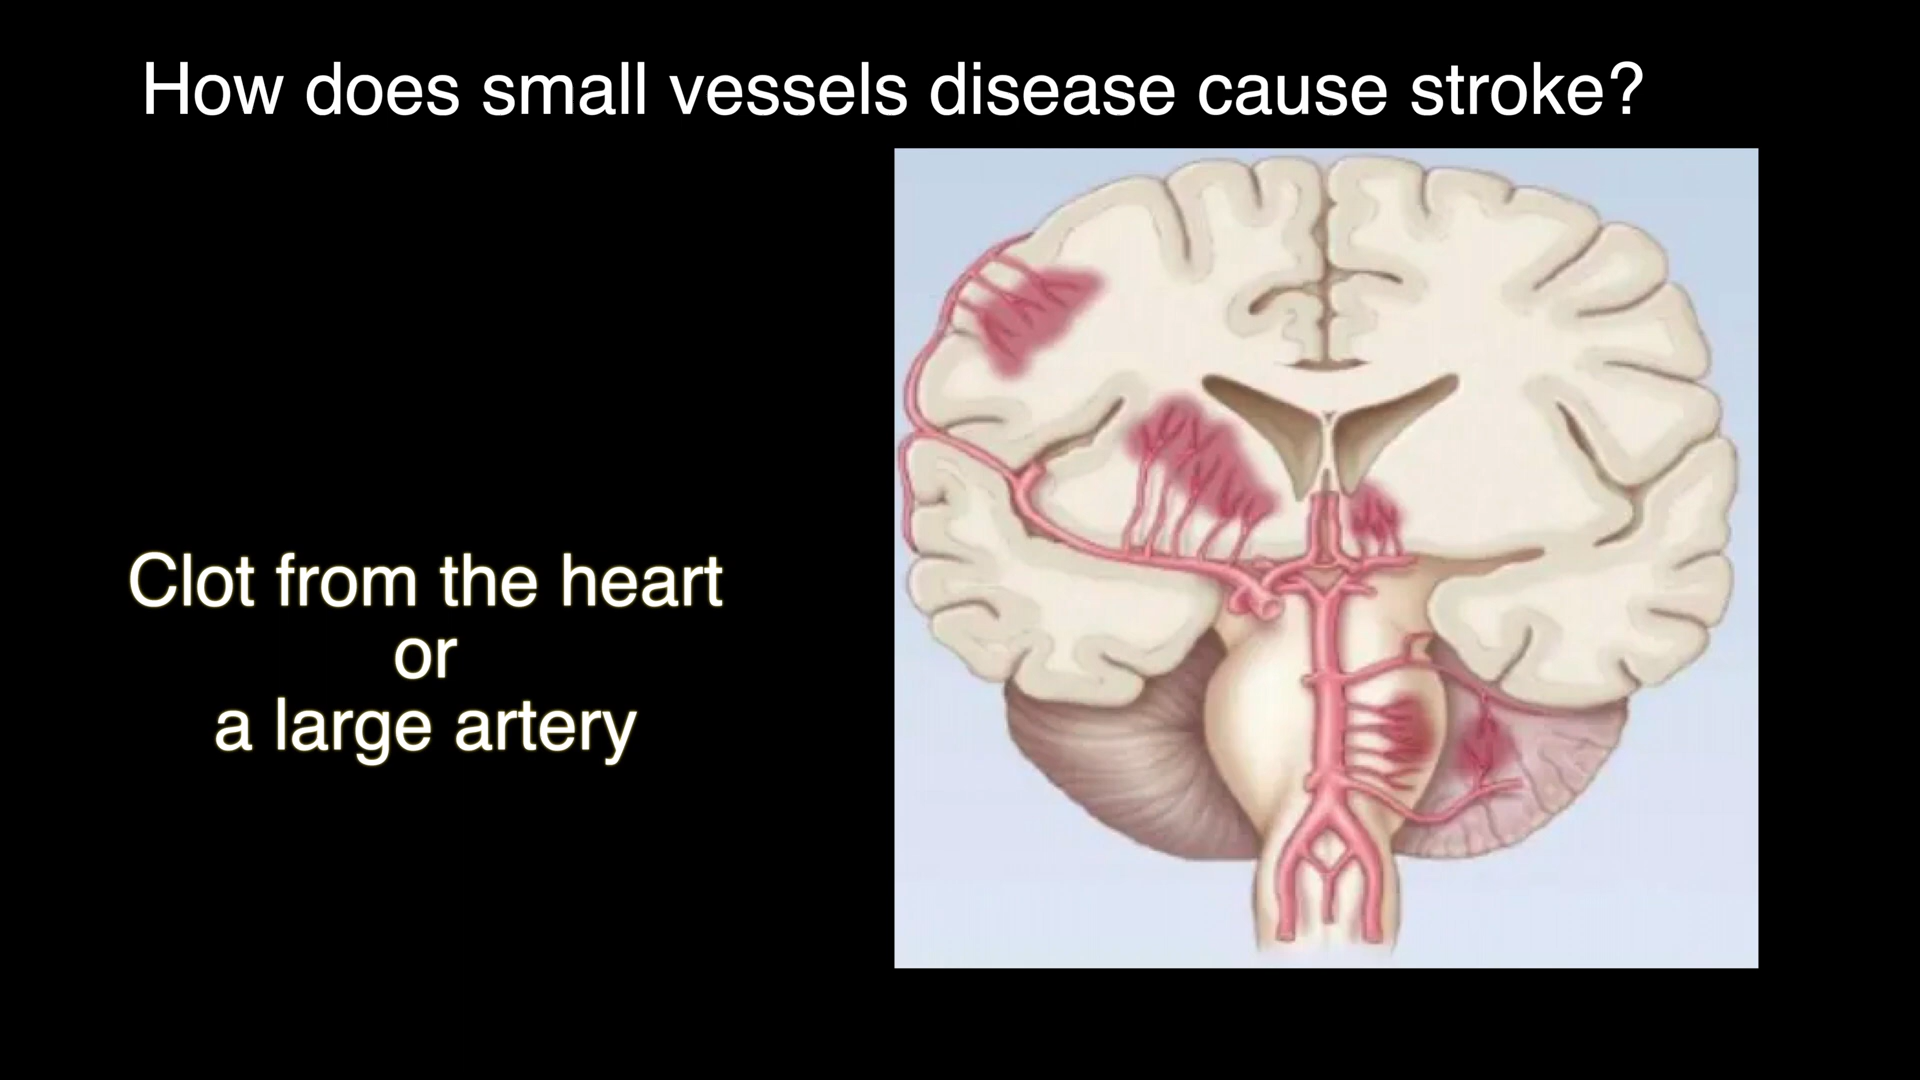 How does small vessels disease cause stroke?
Clot from the heart
or
a large artery